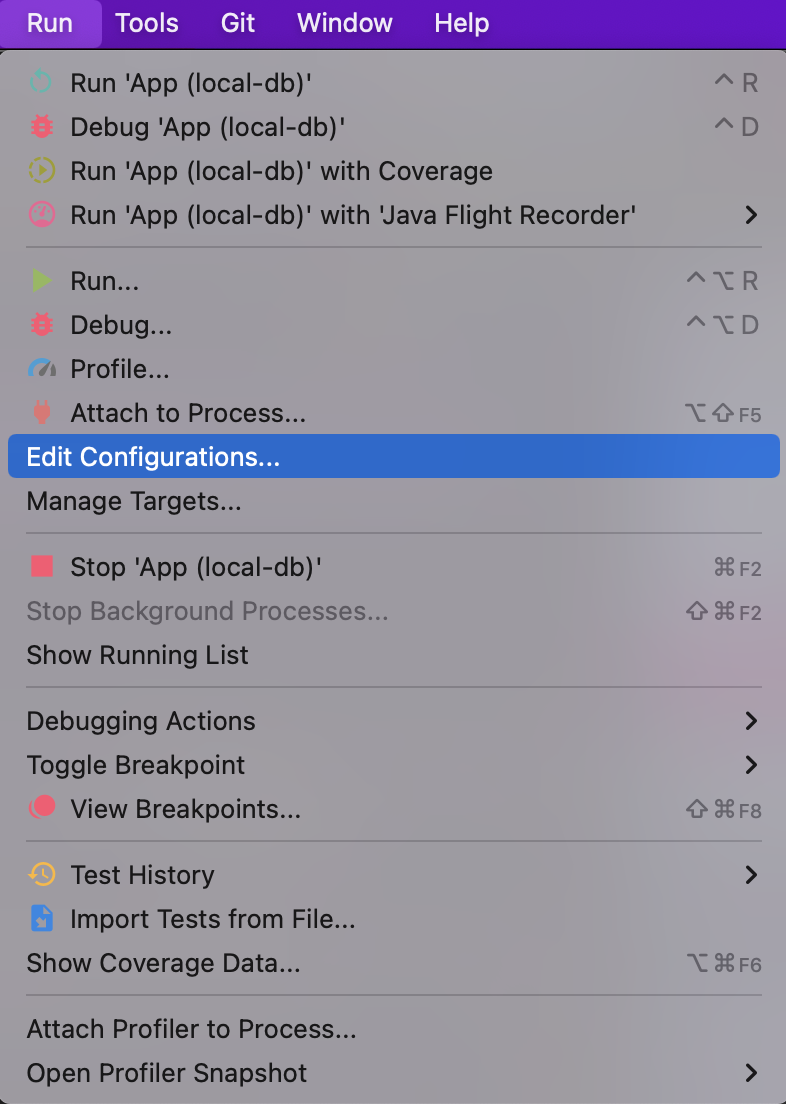 Run Tools Git Window Help
Run 'App (local-db)' ⌃ R
Debug 'App (local-db)' ⌃ D
Run 'App (local-db)' with Coverage
Run 'App (local-db)' with 'Java Flight Recorder'
Run... ⌃ ⌥ R
Debug... ⌃ ⌥ D
Profile...
Attach to Process... ⌥ ⇧ F5
Edit Configurations...
Manage Targets...
Stop 'App (local-db)' ⌘ F2
Stop Background Processes... ⇧ ⌘ F2
Show Running List
Debugging Actions
Toggle Breakpoint
View Breakpoints... ⇧ ⌘ F8
Test History
Import Tests from File...
Show Coverage Data... ⌥ ⌘ F6
Attach Profiler to Process...
Open Profiler Snapshot